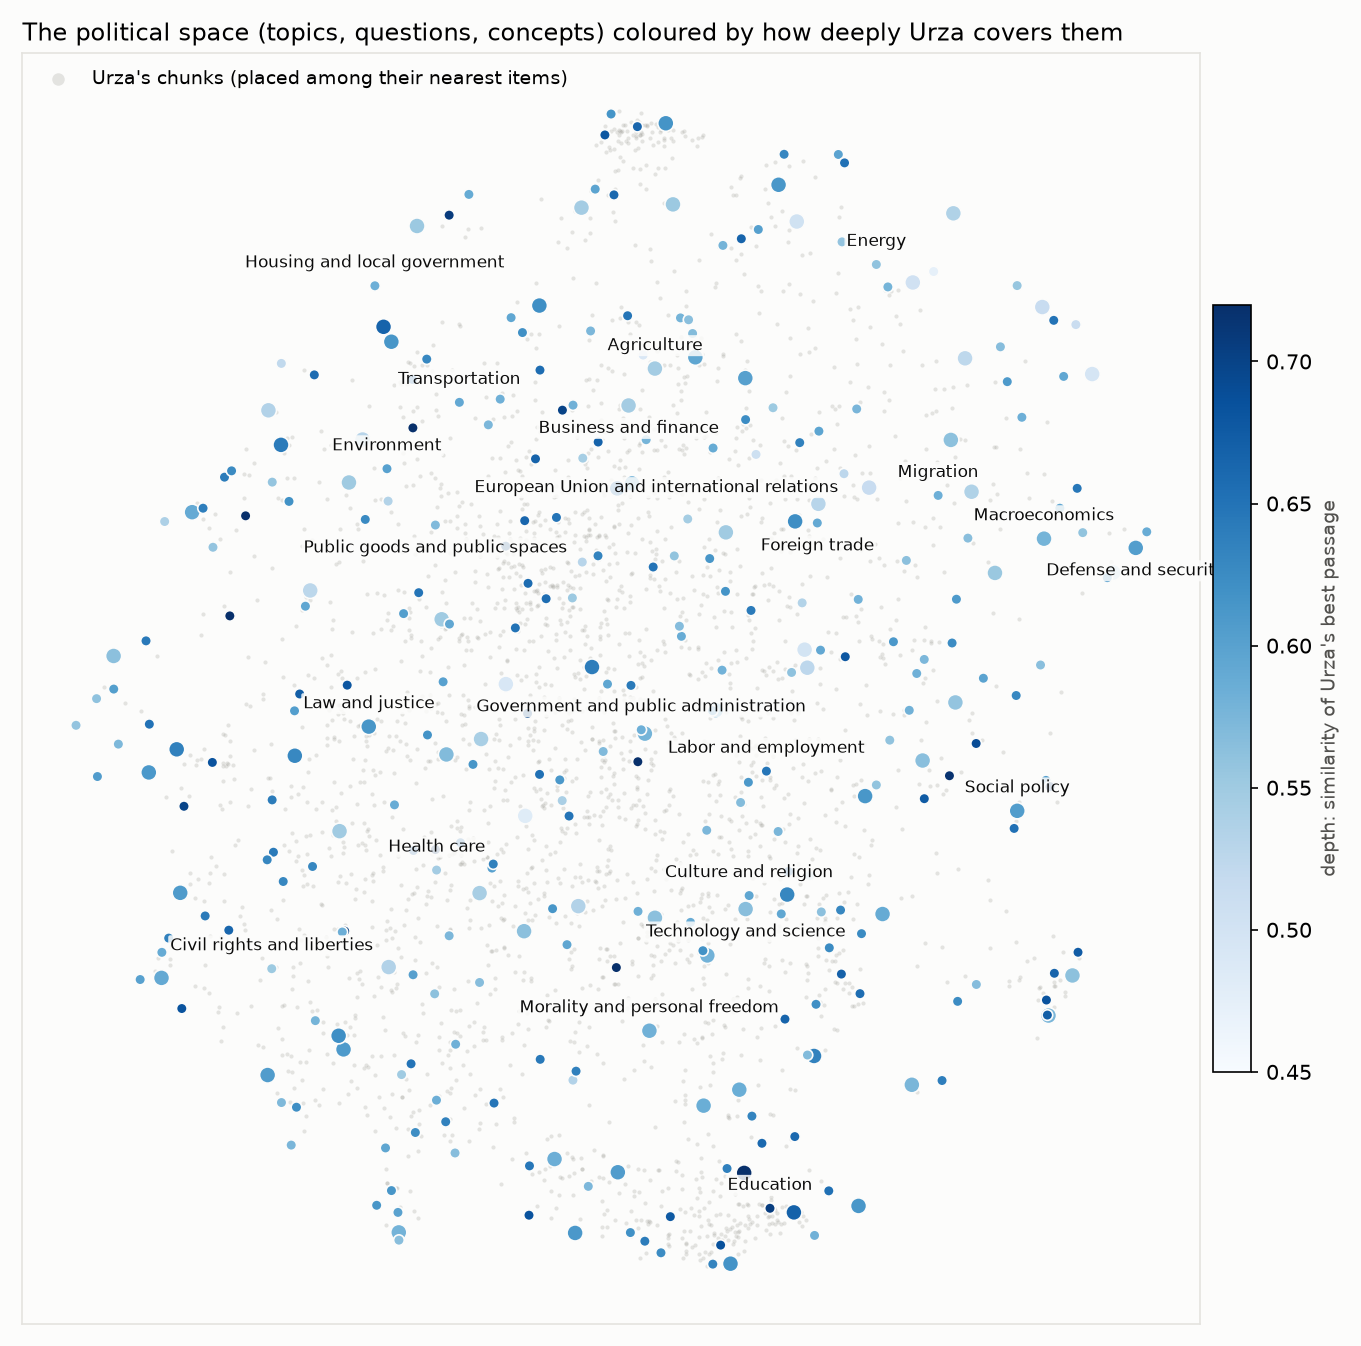 The political space (topics, questions, concepts) coloured by how deeply Urza covers them
Urza's chunks (placed among their nearest items)
Energy
Housing and local government
Agriculture
Transportation
Business and finance
Environment
Migration
European Union and international relations
Macroeconomics
Public goods and public spaces
Foreign trade
Defense and securit
Law and justice
Government and public administration
Labor and employment
Social policy
Health care
Culture and religion
Technology and science
Civil rights and liberties
Morality and personal freedom
Education
0.70
0.65
0.60
0.55
0.50
0.45
depth: similarity of Urza's best passage